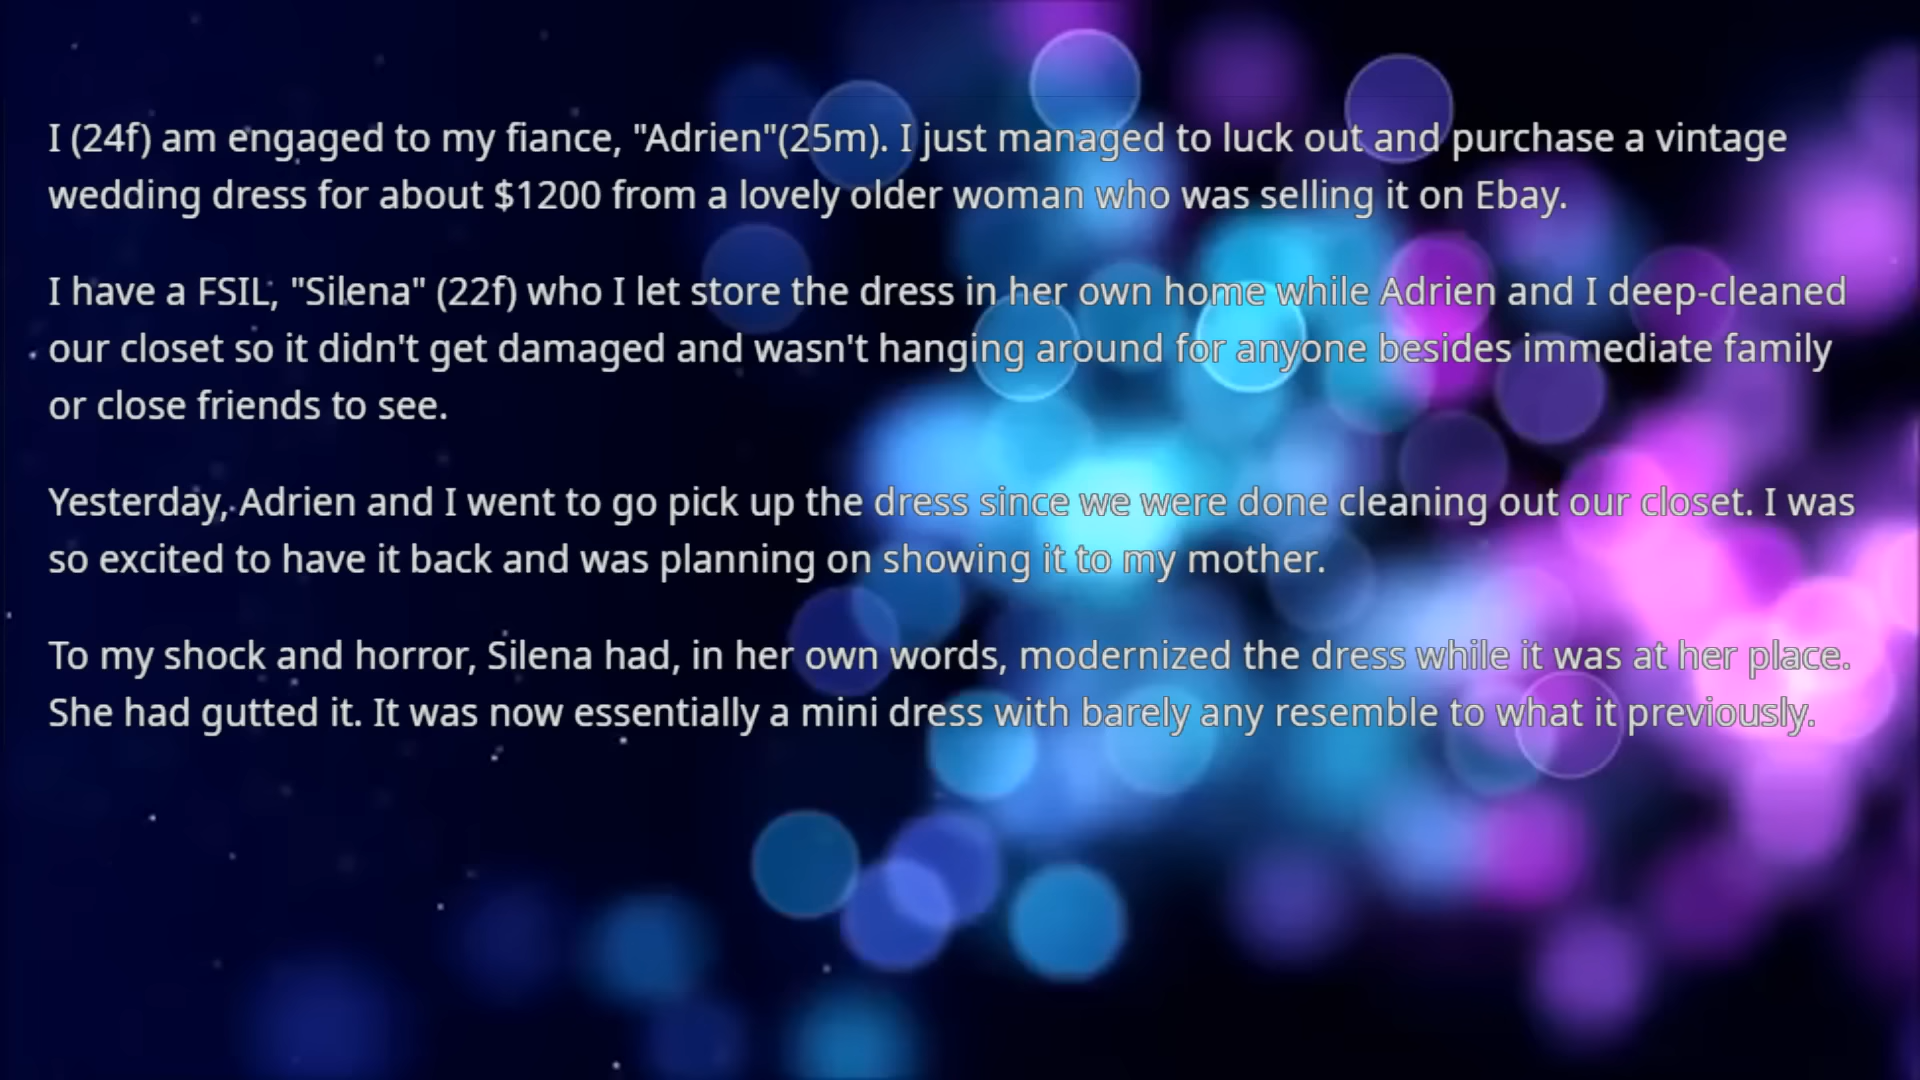 I (24f) am engaged to my fiance, "Adrien"(25m). I just managed to luck out and purchase a vintage
wedding dress for about $1200 from a lovely older woman who was selling it on Ebay.
I have a FSIL, "Silena" (22f) who I let store the dress in her own home while Adrien and I deep-cleaned
our closet so it didn't get damaged and wasn't hanging around for anyone besides immediate family
or close friends to see.
Yesterday, Adrien and I went to go pick up the dress since we were done cleaning out our closet. I was
so excited to have it back and was planning on showing it to my mother.
To my shock and horror, Silena had, in her own words, modernized the dress while it was at her place.
She had gutted it. It was now essentially a mini dress with barely any resemble to what it previously.